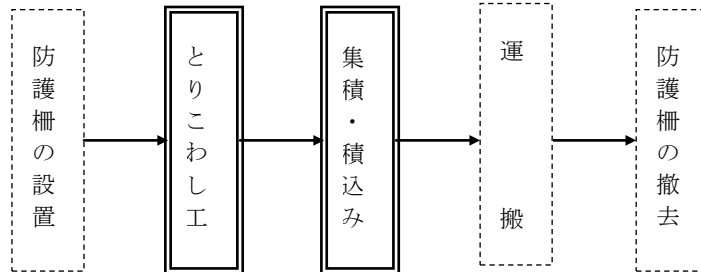 防護柵の設置
とりこわし工
集積・積込み
運搬
防護柵の撤去